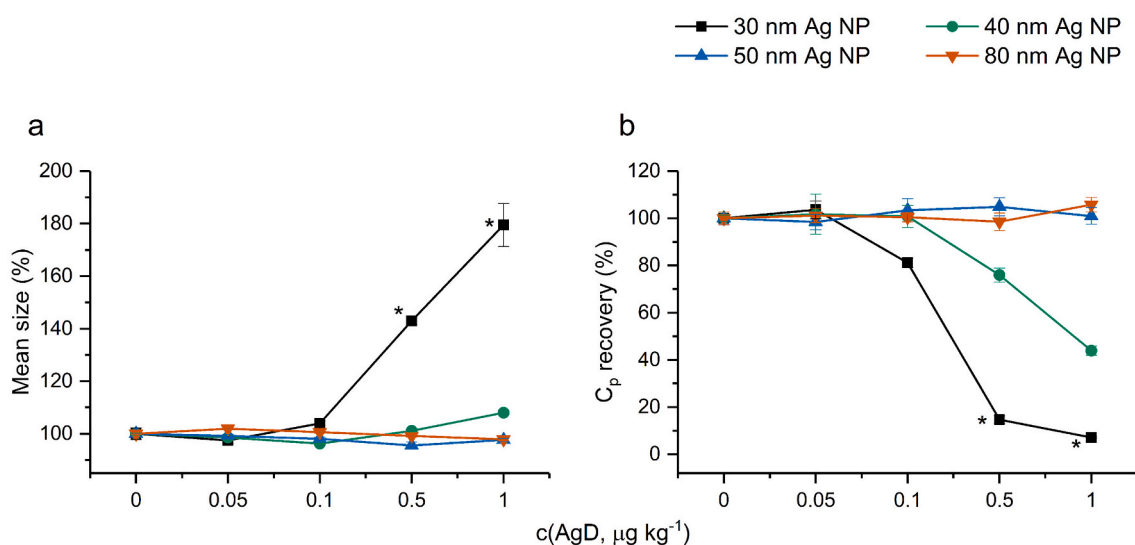 30 nm Ag NP 40 nm Ag NP
50 nm Ag NP 80 nm Ag NP
a
b
Mean size (%)
200
180
160
140
120
100
*
*
0 0.05 0.1 0.5 1
C_p recovery (%)
120
100
80
60
40
20
0
*
*
0 0.05 0.1 0.5 1
c(AgD, μg kg⁻¹)